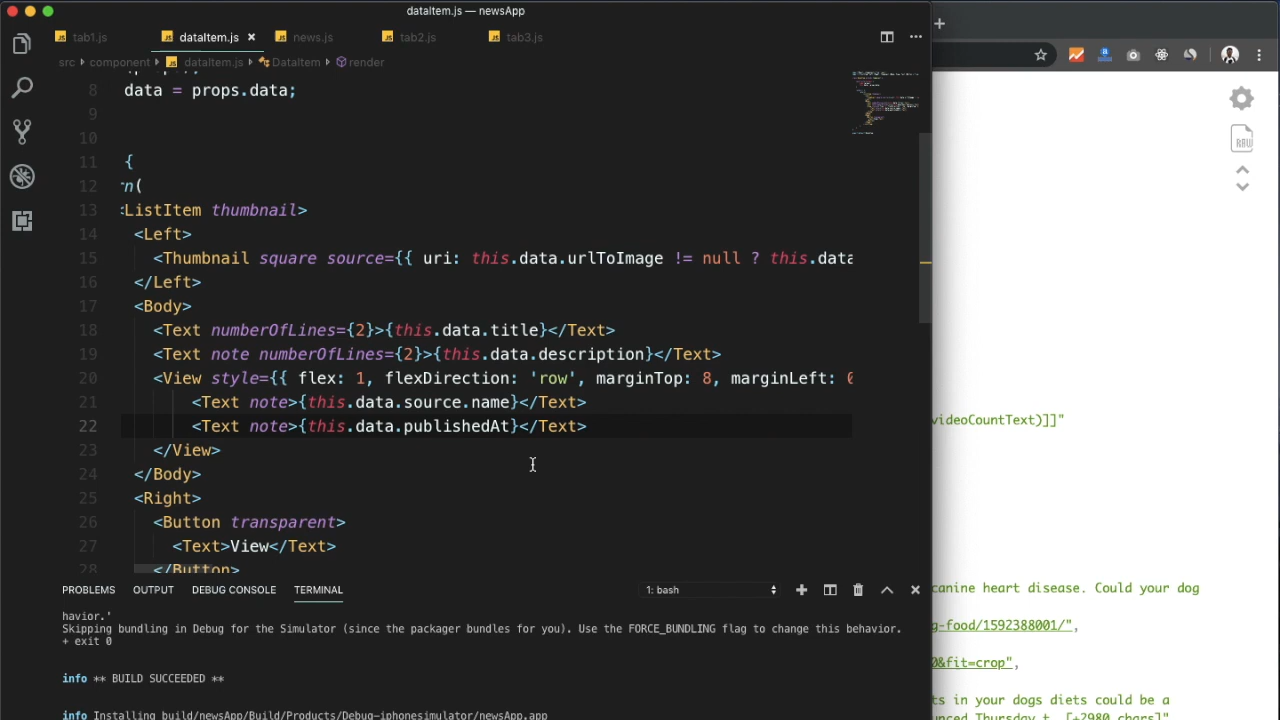 dataItem.js — newsApp
tab1.js
dataItem.js
news.js
tab2.js
tab3.js
src › component › dataItem.js › DataItem › render
8 data = props.data;
9
10
11 {
12 n(
13 <ListItem thumbnail>
14 <Left>
15 <Thumbnail square source={{ uri: this.data.urlToImage != null ? this.data
16 </Left>
17 <Body>
18 <Text numberOfLines={2}>{this.data.title}</Text>
19 <Text note numberOfLines={2}>{this.data.description}</Text>
20 <View style={{ flex: 1, flexDirection: 'row', marginTop: 8, marginLeft: 0
21 <Text note>{this.data.source.name}</Text>
22 <Text note>{this.data.publishedAt}</Text>
23 </View>
24 </Body>
25 <Right>
26 <Button transparent>
27 <Text>View</Text>
28 </Button>
PROBLEMS OUTPUT DEBUG CONSOLE TERMINAL 1: bash
havior.'
Skipping bundling in Debug for the Simulator (since the packager bundles for you). Use the FORCE_BUNDLING flag to change this behavior.
+ exit 0
info ** BUILD SUCCEEDED **
info Installing build/newsApp/Build/Products/Debug-iphonesimulator/newsApp.app
RAW
videoCountText)]]"
canine heart disease. Could your dog
g-food/1592388001/",
0&fit=crop",
ts in your dogs diets could be a
unced Thursday t… [+2980 chars]"